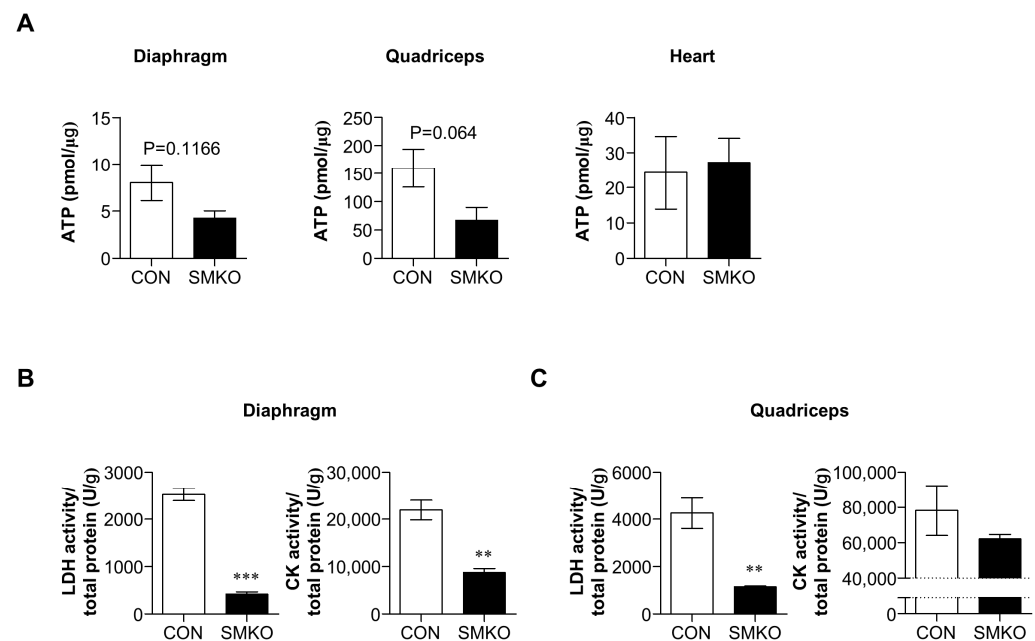 A
Diaphragm
Quadriceps
Heart
ATP (pmol/µg)
15
10
5
0
P=0.1166
CON
SMKO
ATP (pmol/µg)
250
200
150
100
50
0
P=0.064
CON
SMKO
ATP (pmol/µg)
40
30
20
10
0
CON
SMKO
B
Diaphragm
LDH activity/
total protein (U/g)
3000
2000
1000
0
***
CON
SMKO
CK activity/
total protein (U/g)
30,000
20,000
10,000
0
**
CON
SMKO
C
Quadriceps
LDH activity/
total protein (U/g)
6000
4000
2000
0
**
CON
SMKO
CK activity/
total protein (U/g)
100,000
80,000
60,000
40,000
0
CON
SMKO